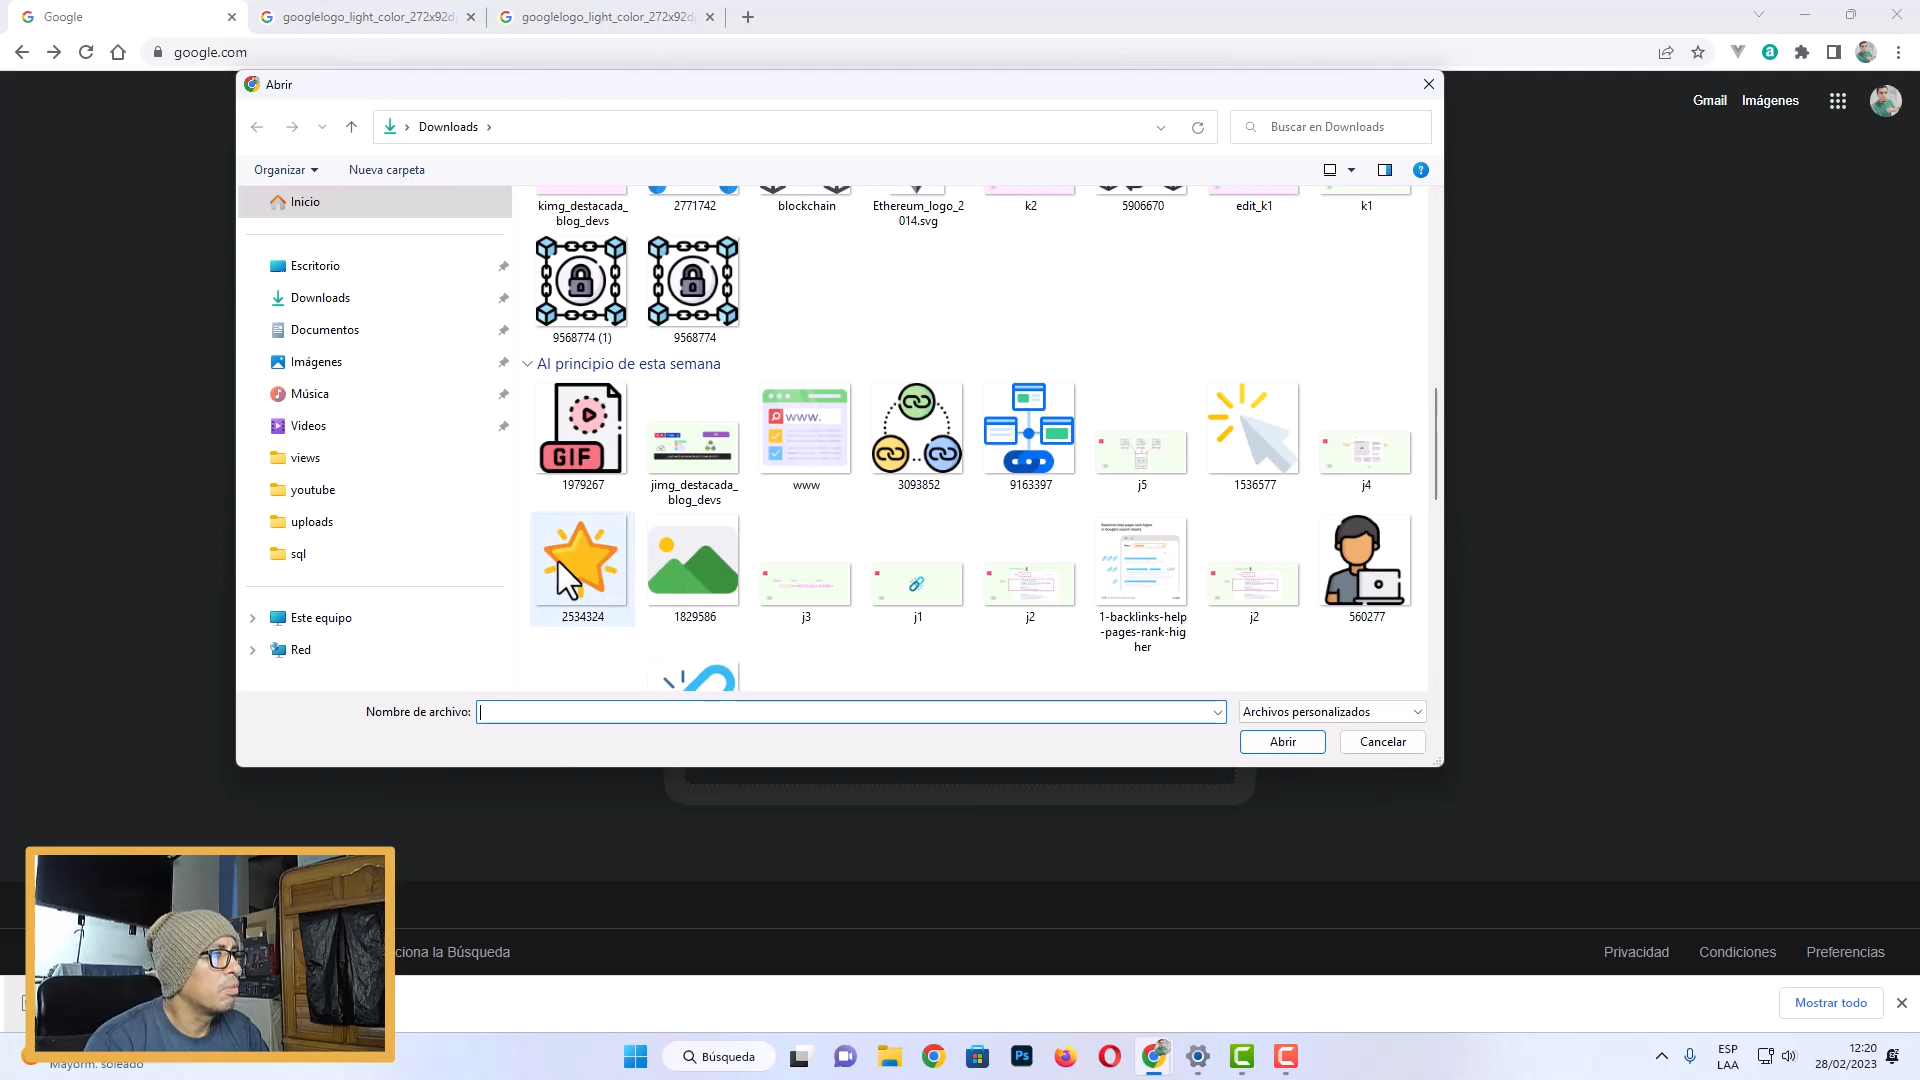 Google
googlelogo_light_color_272x92d
googlelogo_light_color_272x92d
google.com
Gmail
Imágenes
Abrir
Downloads
Buscar en Downloads
Organizar
Nueva carpeta
Inicio
Escritorio
Downloads
Documentos
Imágenes
Música
Videos
views
youtube
uploads
sql
Este equipo
Red
kimg_destacada_
blog_devs
2771742
blockchain
Ethereum_logo_2
014.svg
k2
5906670
edit_k1
k1
9568774 (1)
9568774
Al principio de esta semana
GIF
www.
1979267
jimg_destacada_
blog_devs
www
3093852
9163397
j5
1536577
j4
2534324
1829586
j3
j1
j2
1-backlinks-help
-pages-rank-hig
her
j2
560277
Nombre de archivo:
Archivos personalizados
Abrir
Cancelar
ciona la Búsqueda
Privacidad
Condiciones
Preferencias
Mostrar todo
Mayorm. soleado
Búsqueda
Ps
ESP
LAA
12:20
28/02/2023